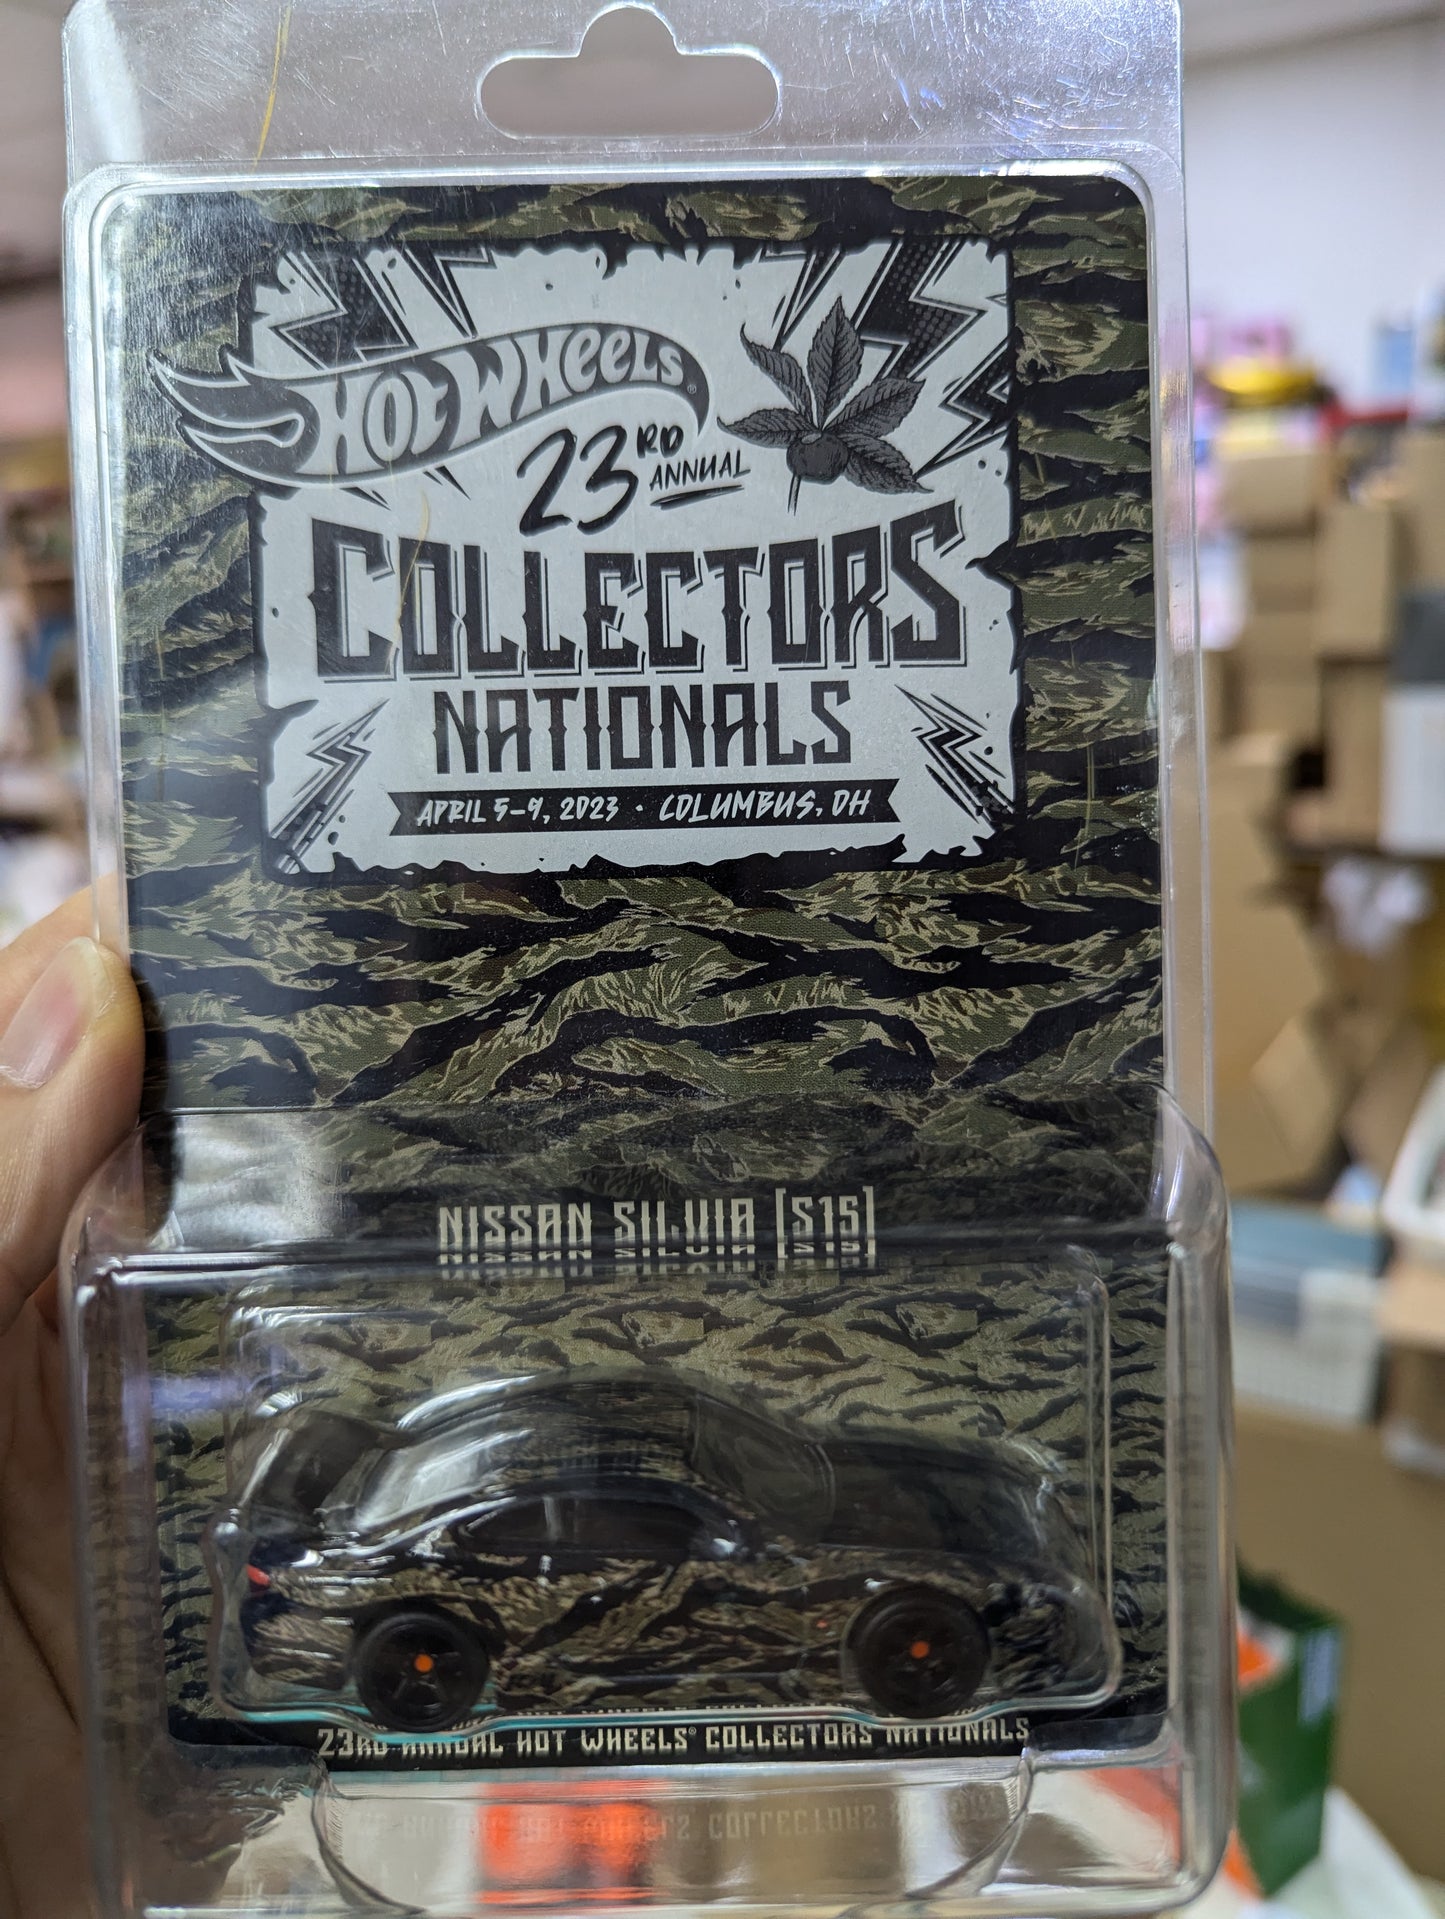 HOT WHEELS®
23RD ANNUAL
COLLECTORS
NATIONALS
APRIL 5-9, 2023 • COLUMBUS, OH
NISSAN SILVIA [S15]
23RD ANNUAL HOT WHEELS® COLLECTORS NATIONALS